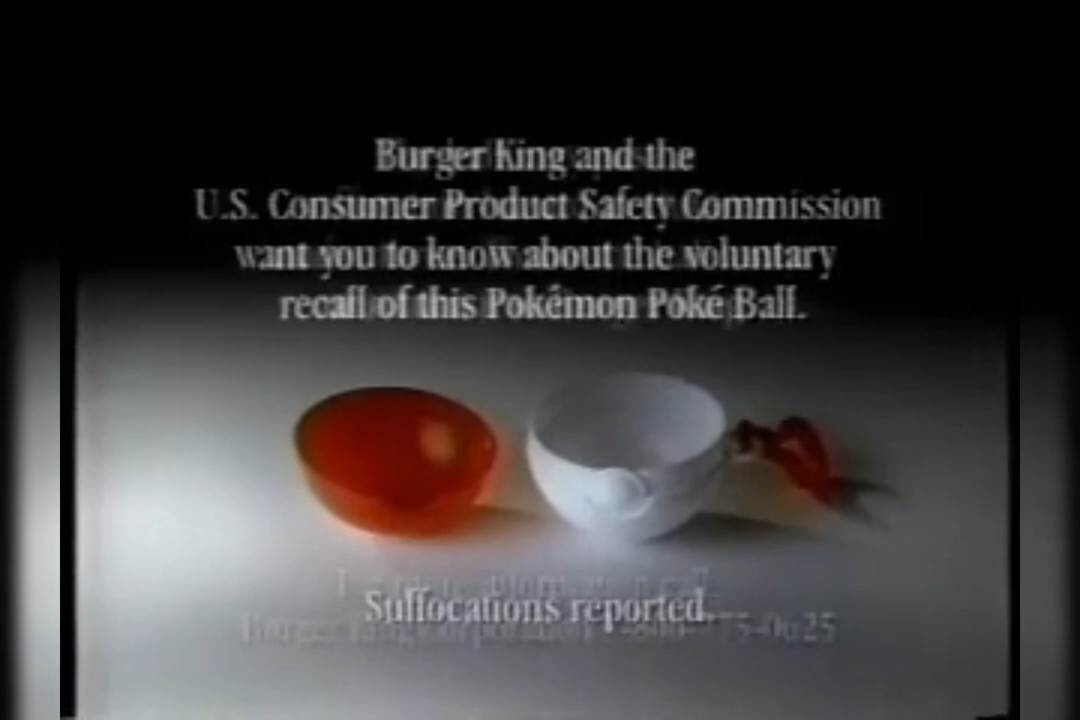 Burger King and the
U.S. Consumer Product Safety Commission
want you to know about the voluntary
recall of this Pokémon Poké Ball.
Suffocations reported.